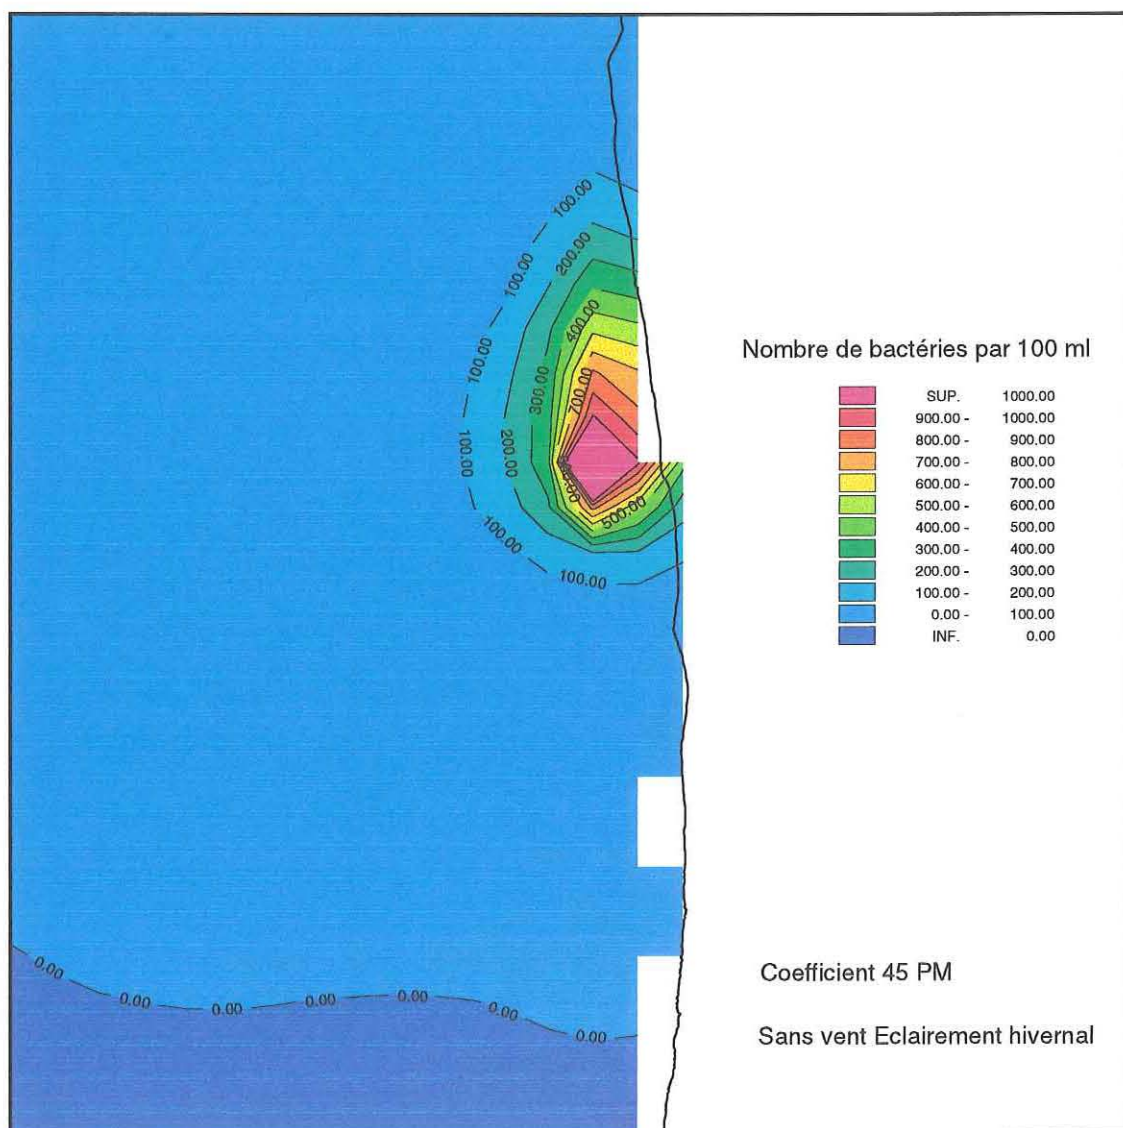 100.00
100.00
200.00
100.00
400.00
300.00
700.00
100.00
200.00
500.00
100.00
100.00
Nombre de bactéries par 100 ml
SUP. 1000.00
900.00 - 1000.00
800.00 - 900.00
700.00 - 800.00
600.00 - 700.00
500.00 - 600.00
400.00 - 500.00
300.00 - 400.00
200.00 - 300.00
100.00 - 200.00
0.00 - 100.00
INF. 0.00
0.00
0.00
0.00
0.00
0.00
0.00
0.00
Coefficient 45 PM
Sans vent Eclairement hivernal